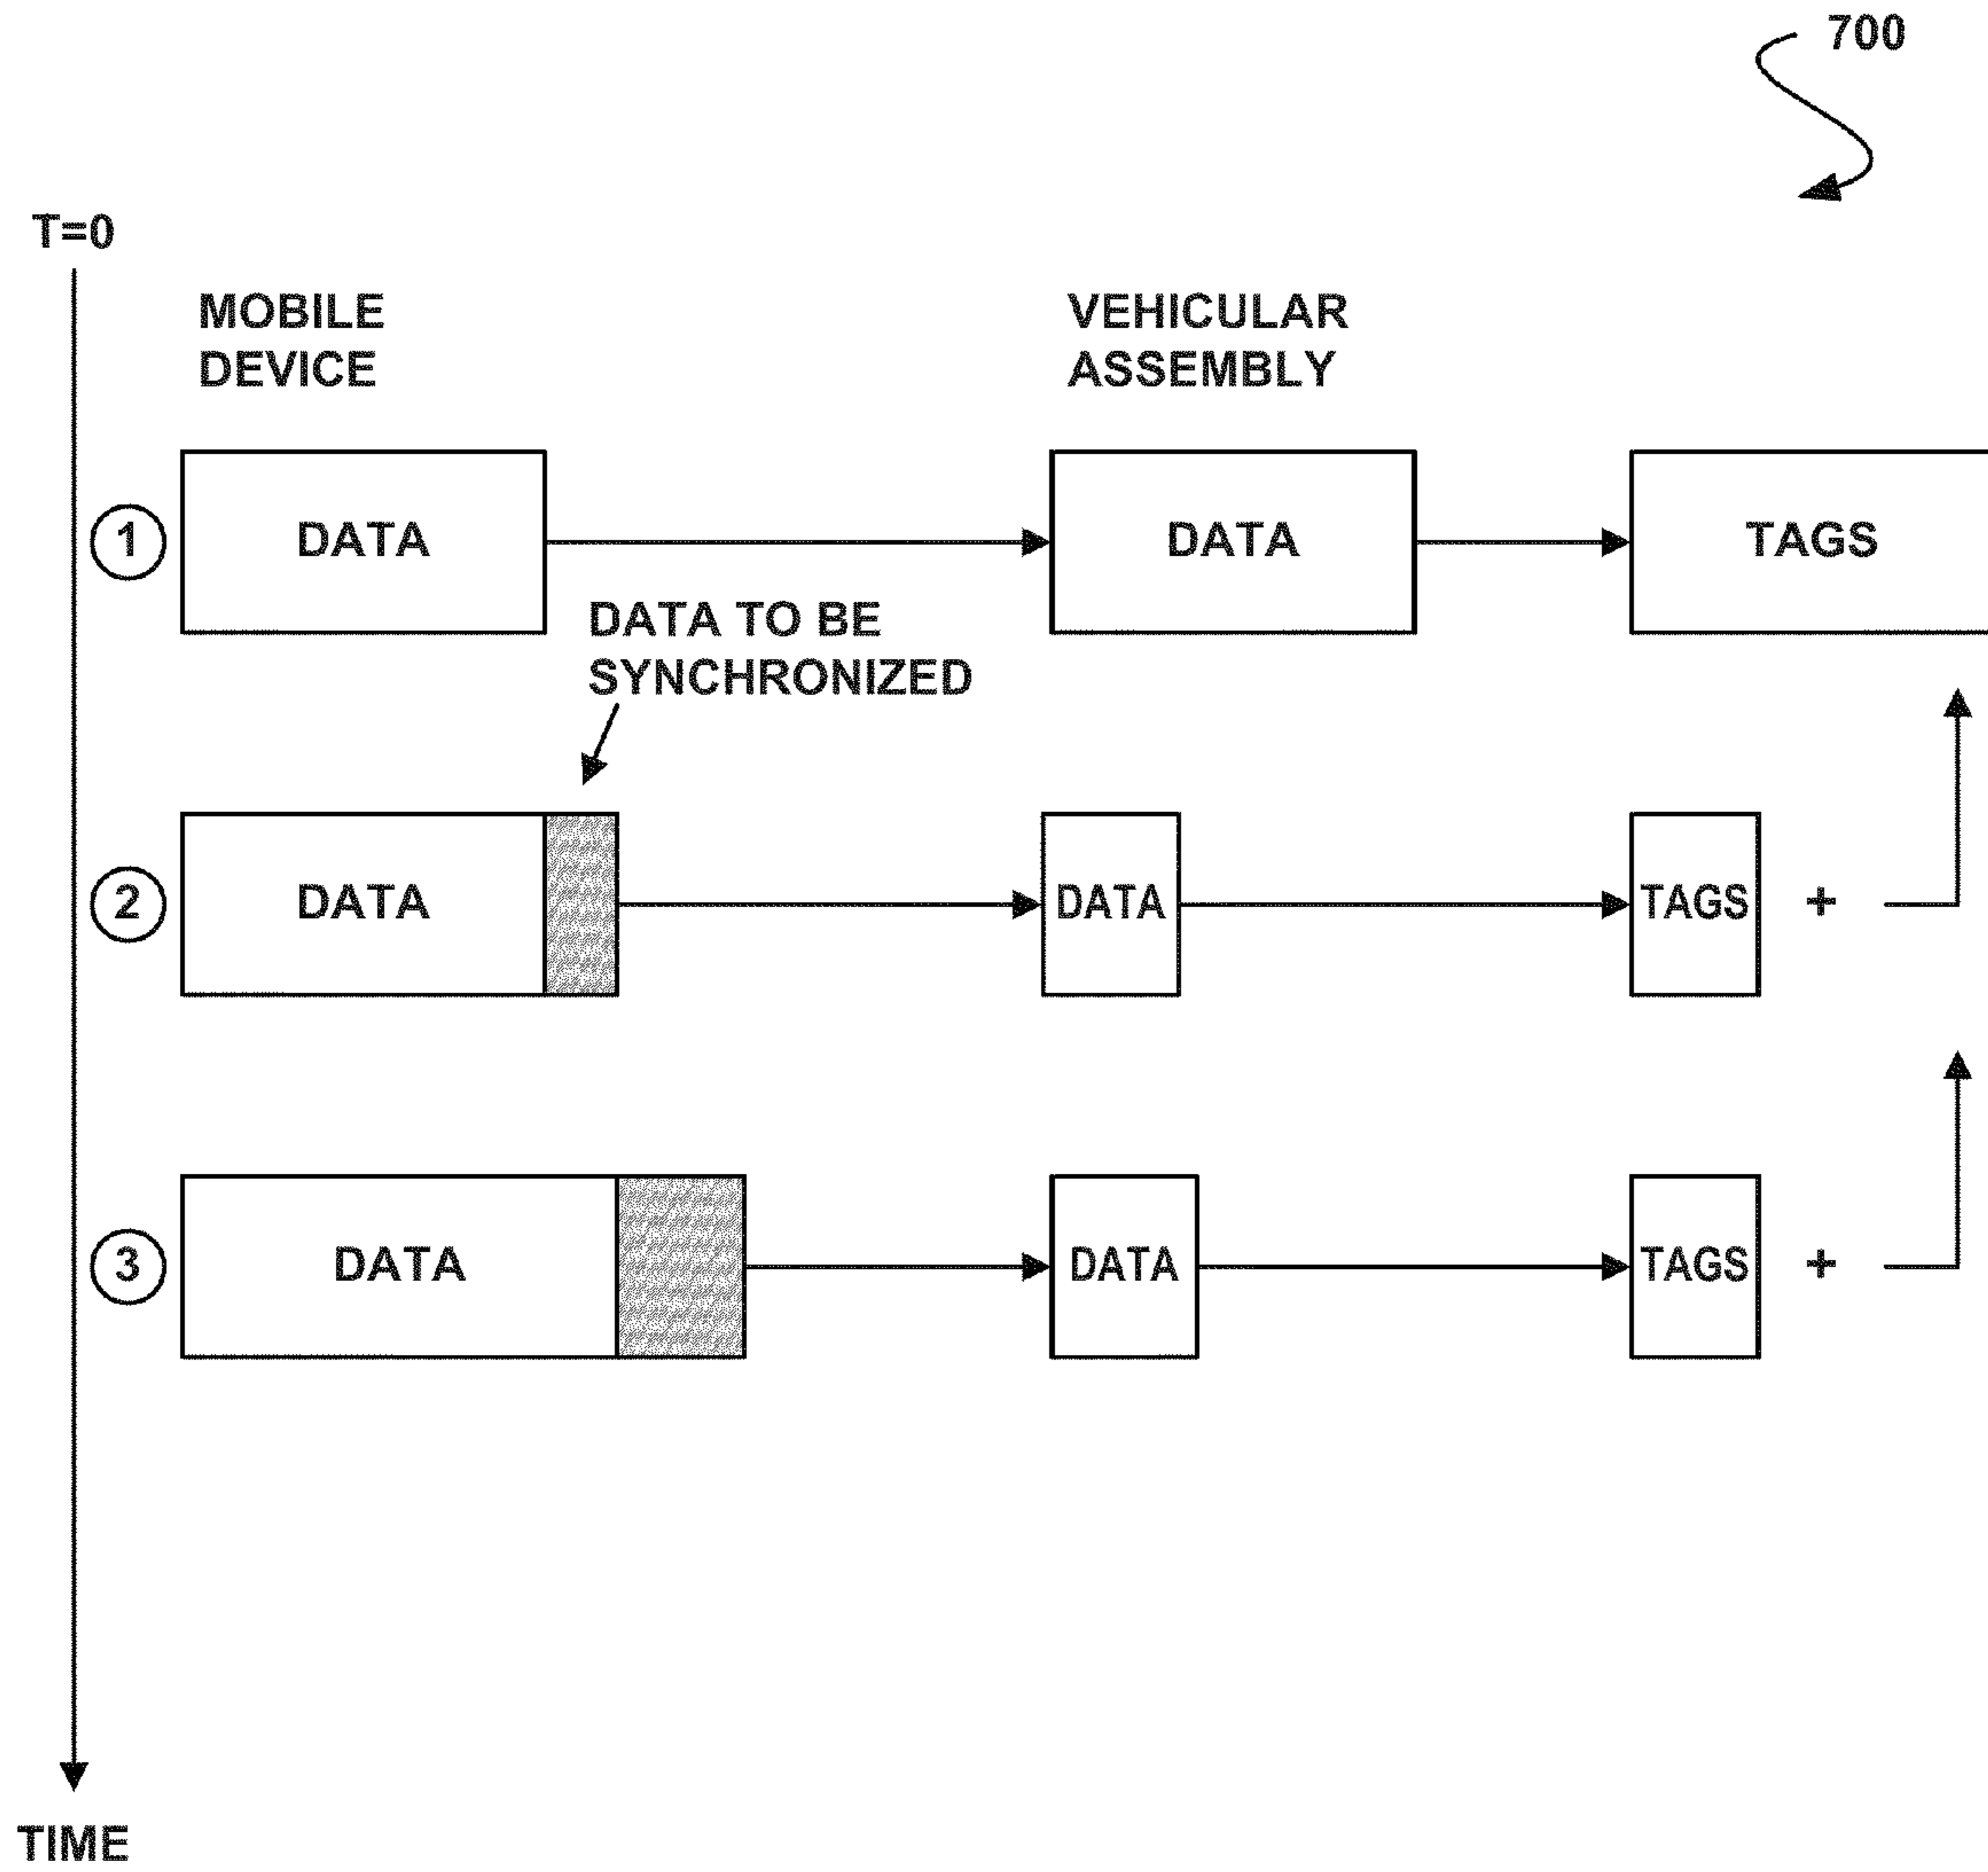 700
T=0
MOBILE
DEVICE
VEHICULAR
ASSEMBLY
1
DATA
DATA
TAGS
DATA TO BE
SYNCHRONIZED
2
DATA
DATA
TAGS
+
3
DATA
DATA
TAGS
+
TIME